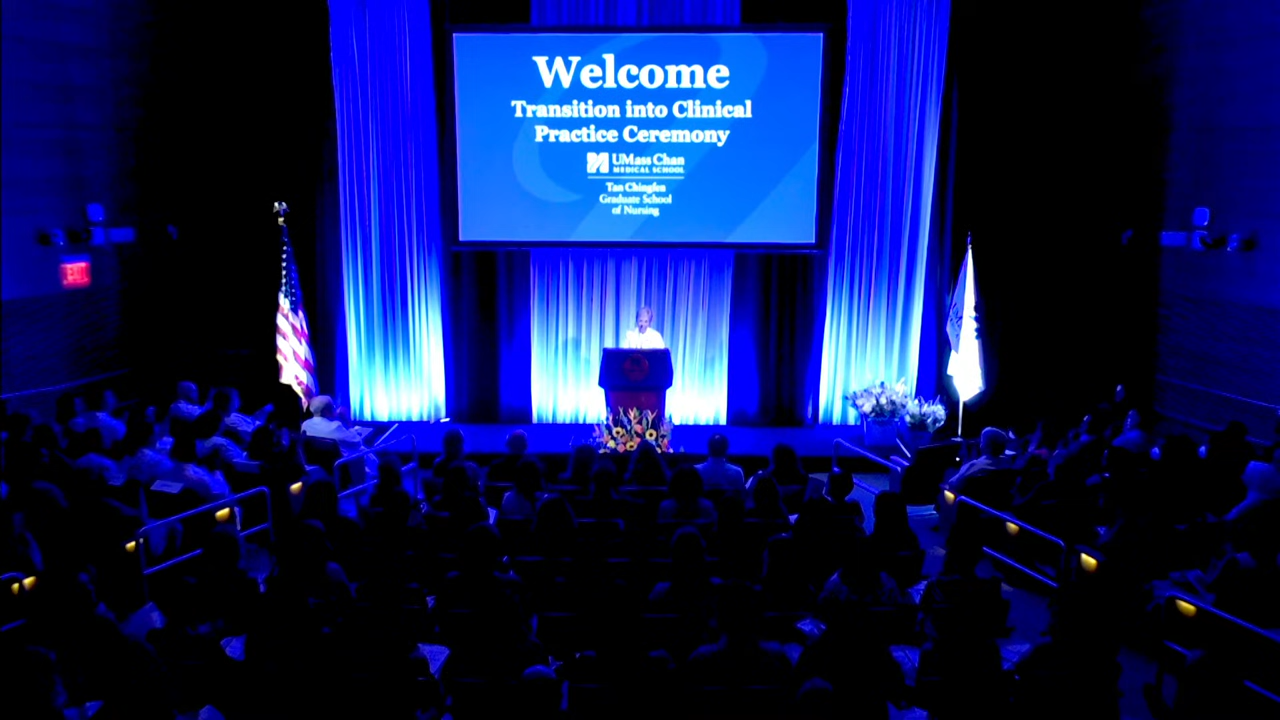 Welcome
Transition into Clinical
Practice Ceremony
UMass Chan
MEDICAL SCHOOL
Tan Chingfen
Graduate School
of Nursing
EXIT